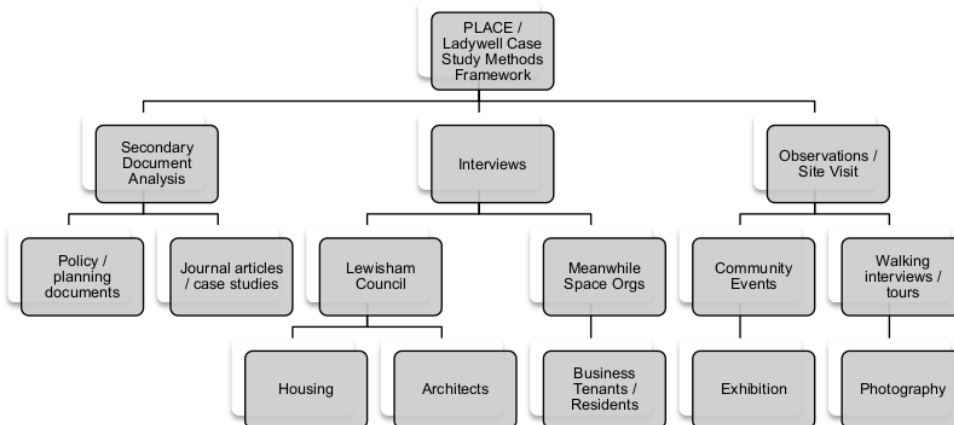 PLACE /
Ladywell Case
Study Methods
Framework
Secondary
Document
Analysis
Interviews
Observations /
Site Visit
Policy /
planning
documents
Journal articles
/ case studies
Lewisham
Council
Meanwhile
Space Orgs
Community
Events
Walking
interviews /
tours
Housing
Architects
Business
Tenants /
Residents
Exhibition
Photography